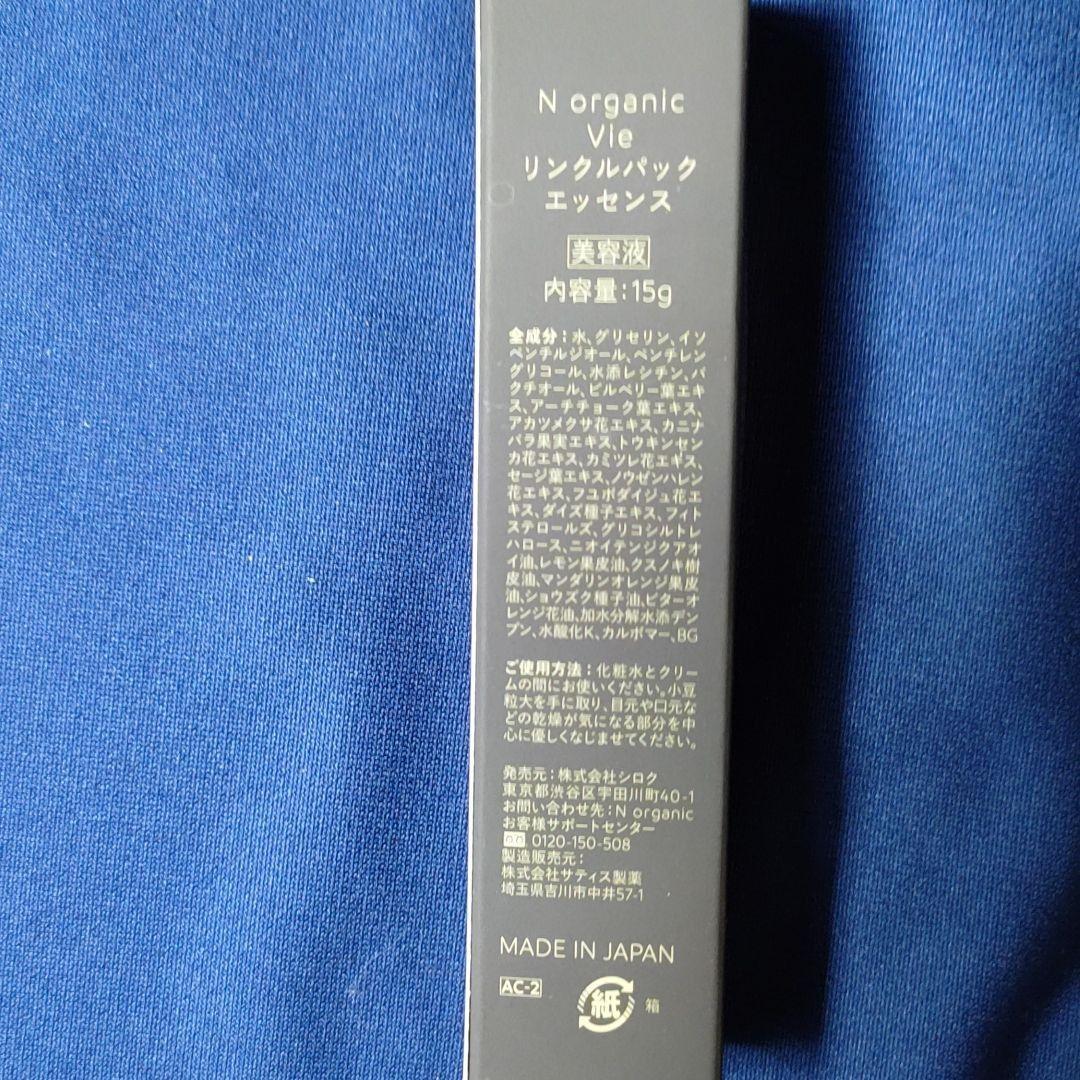 N organic
Vie
リンクルパック
エッセンス
美容液
内容量:15g
全成分:水、グリセリン、イソ
ペンチルジオール、ペンチレン
グリコール、水添レシチン、バ
クチオール、ビルベリー葉エキ
ス、アーチチョーク葉エキス、
アカツメクサ花エキス、カニナ
バラ果実エキス、トウキンセン
カ花エキス、カミツレ花エキス、
セージ葉エキス、ノウゼンハレン
花エキス、フユボダイジュ花エ
キス、ダイズ種子エキス、フィト
ステロールズ、グリコシルトレ
ハロース、ニオイテンジクアオ
イ油、レモン果皮油、クスノキ樹
皮油、マンダリンオレンジ果皮
油、ショウズク種子油、ビターオ
レンジ花油、加水分解水添デン
プン、水酸化K、カルボマー、BG
ご使用方法:化粧水とクリー
ムの間にお使いください。小豆
粒大を手に取り、目元や口元な
どの乾燥が気になる部分を中
心に優しくなじませてください。
発売元:株式会社シロク
東京都渋谷区宇田川町40-1
お問い合わせ先:N organic
お客様サポートセンター
0120-150-508
製造販売元:
株式会社サティス製薬
埼玉県吉川市中井57-1
MADE IN JAPAN
AC-2
紙 箱